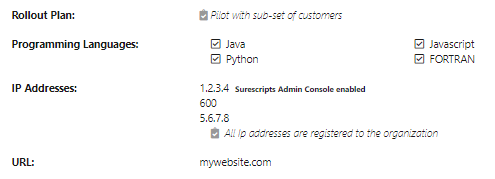 Rollout Plan: Pilot with sub-set of customers
Programming Languages: Java Javascript
Python FORTRAN
IP Addresses: 1.2.3.4 Surescripts Admin Console enabled
600
5.6.7.8
All Ip addresses are registered to the organization
URL: mywebsite.com